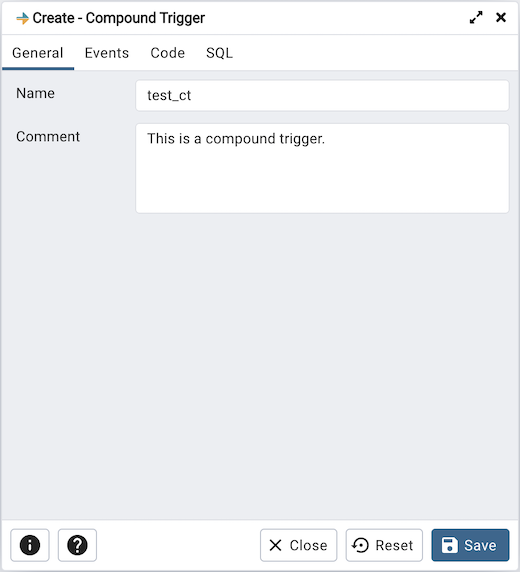 Create - Compound Trigger
General Events Code SQL
Name test_ct
Comment This is a compound trigger.
Close Reset Save